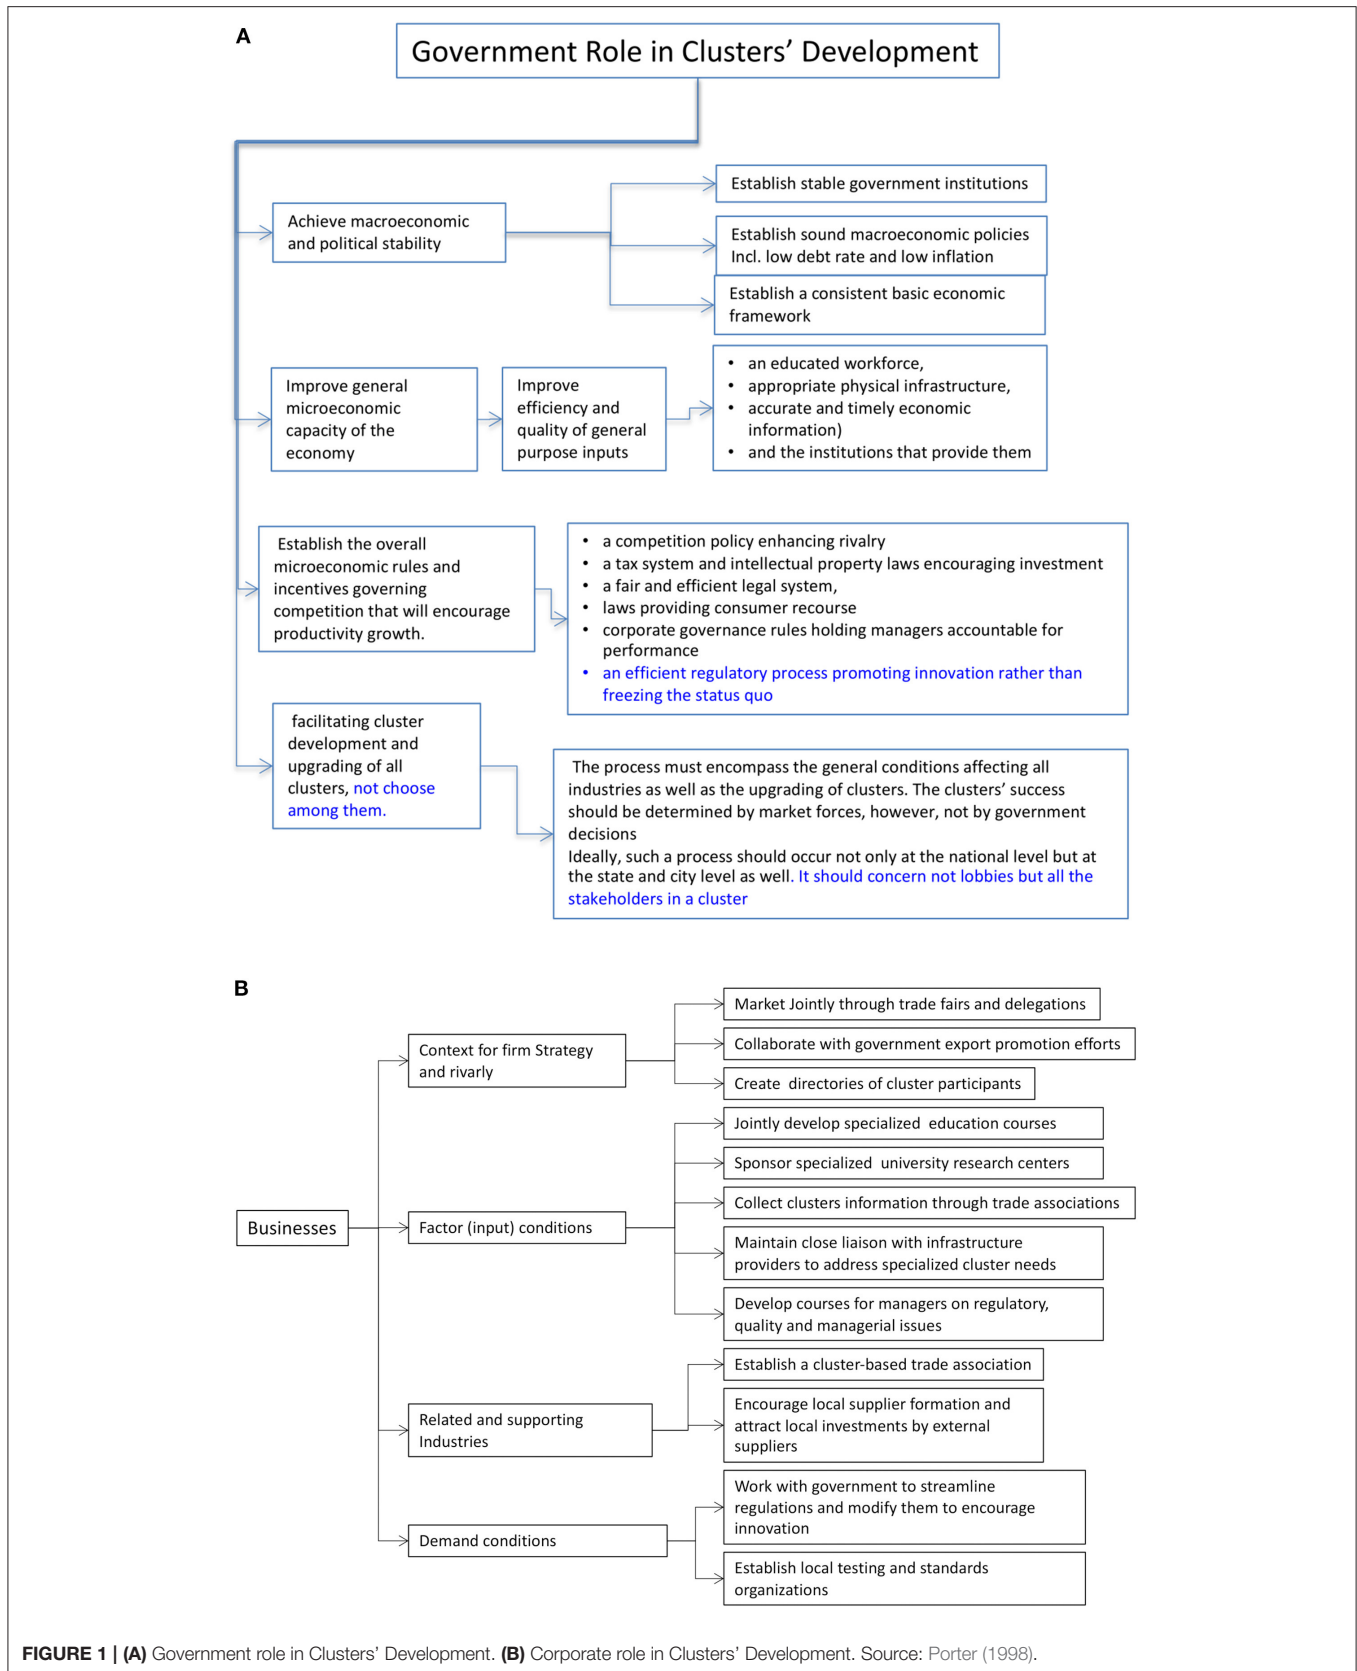 A
Government Role in Clusters’ Development
Achieve macroeconomic
and political stability
Establish stable government institutions
Establish sound macroeconomic policies
Incl. low debt rate and low inflation
Establish a consistent basic economic
framework
Improve general
microeconomic
capacity of the
economy
Improve
efficiency and
quality of general
purpose inputs
• an educated workforce,
• appropriate physical infrastructure,
• accurate and timely economic
information)
• and the institutions that provide them
Establish the overall
microeconomic rules and
incentives governing
competition that will encourage
productivity growth.
• a competition policy enhancing rivalry
• a tax system and intellectual property laws encouraging investment
• a fair and efficient legal system,
• laws providing consumer recourse
• corporate governance rules holding managers accountable for
performance
• an efficient regulatory process promoting innovation rather than
freezing the status quo
facilitating cluster
development and
upgrading of all
clusters, not choose
among them.
The process must encompass the general conditions affecting all
industries as well as the upgrading of clusters. The clusters’ success
should be determined by market forces, however, not by government
decisions
Ideally, such a process should occur not only at the national level but at
the state and city level as well. It should concern not lobbies but all the
stakeholders in a cluster
B
Businesses
Context for firm Strategy
and rivarly
Market Jointly through trade fairs and delegations
Collaborate with government export promotion efforts
Create directories of cluster participants
Factor (input) conditions
Jointly develop specialized education courses
Sponsor specialized university research centers
Collect clusters information through trade associations
Maintain close liaison with infrastructure
providers to address specialized cluster needs
Develop courses for managers on regulatory,
quality and managerial issues
Related and supporting
Industries
Establish a cluster-based trade association
Encourage local supplier formation and
attract local investments by external
suppliers
Demand conditions
Work with government to streamline
regulations and modify them to encourage
innovation
Establish local testing and standards
organizations
FIGURE 1 | (A) Government role in Clusters’ Development. (B) Corporate role in Clusters’ Development. Source: Porter (1998).